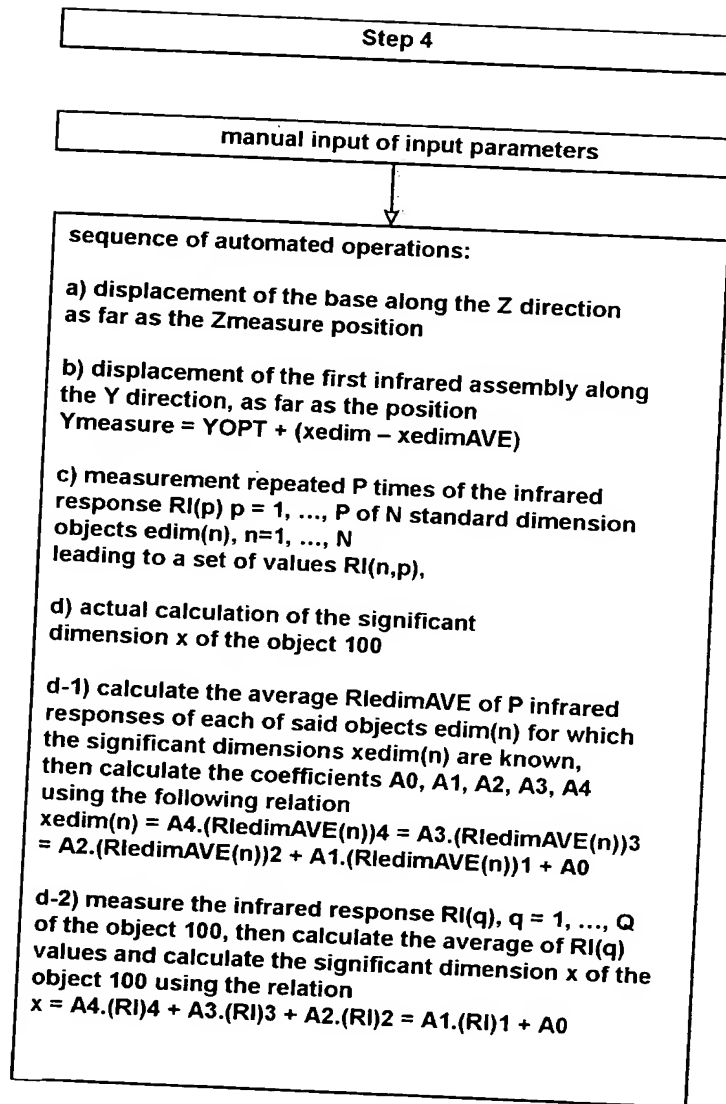 Step 4
manual input of input parameters
sequence of automated operations:
a) displacement of the base along the Z direction
as far as the Zmeasure position
b) displacement of the first infrared assembly along
the Y direction, as far as the position
Ymeasure = YOPT + (xedim – xedimAVE)
c) measurement repeated P times of the infrared
response RI(p) p = 1, ..., P of N standard dimension
objects edim(n), n=1, ..., N
leading to a set of values RI(n,p),
d) actual calculation of the significant
dimension x of the object 100
d-1) calculate the average RIedimAVE of P infrared
responses of each of said objects edim(n) for which
the significant dimensions xedim(n) are known,
then calculate the coefficients A0, A1, A2, A3, A4
using the following relation
xedim(n) = A4.(RIedimAVE(n))4 = A3.(RIedimAVE(n))3
= A2.(RIedimAVE(n))2 + A1.(RIedimAVE(n))1 + A0
d-2) measure the infrared response RI(q), q = 1, ..., Q
of the object 100, then calculate the average of RI(q)
values and calculate the significant dimension x of the
object 100 using the relation
x = A4.(RI)4 + A3.(RI)3 + A2.(RI)2 = A1.(RI)1 + A0